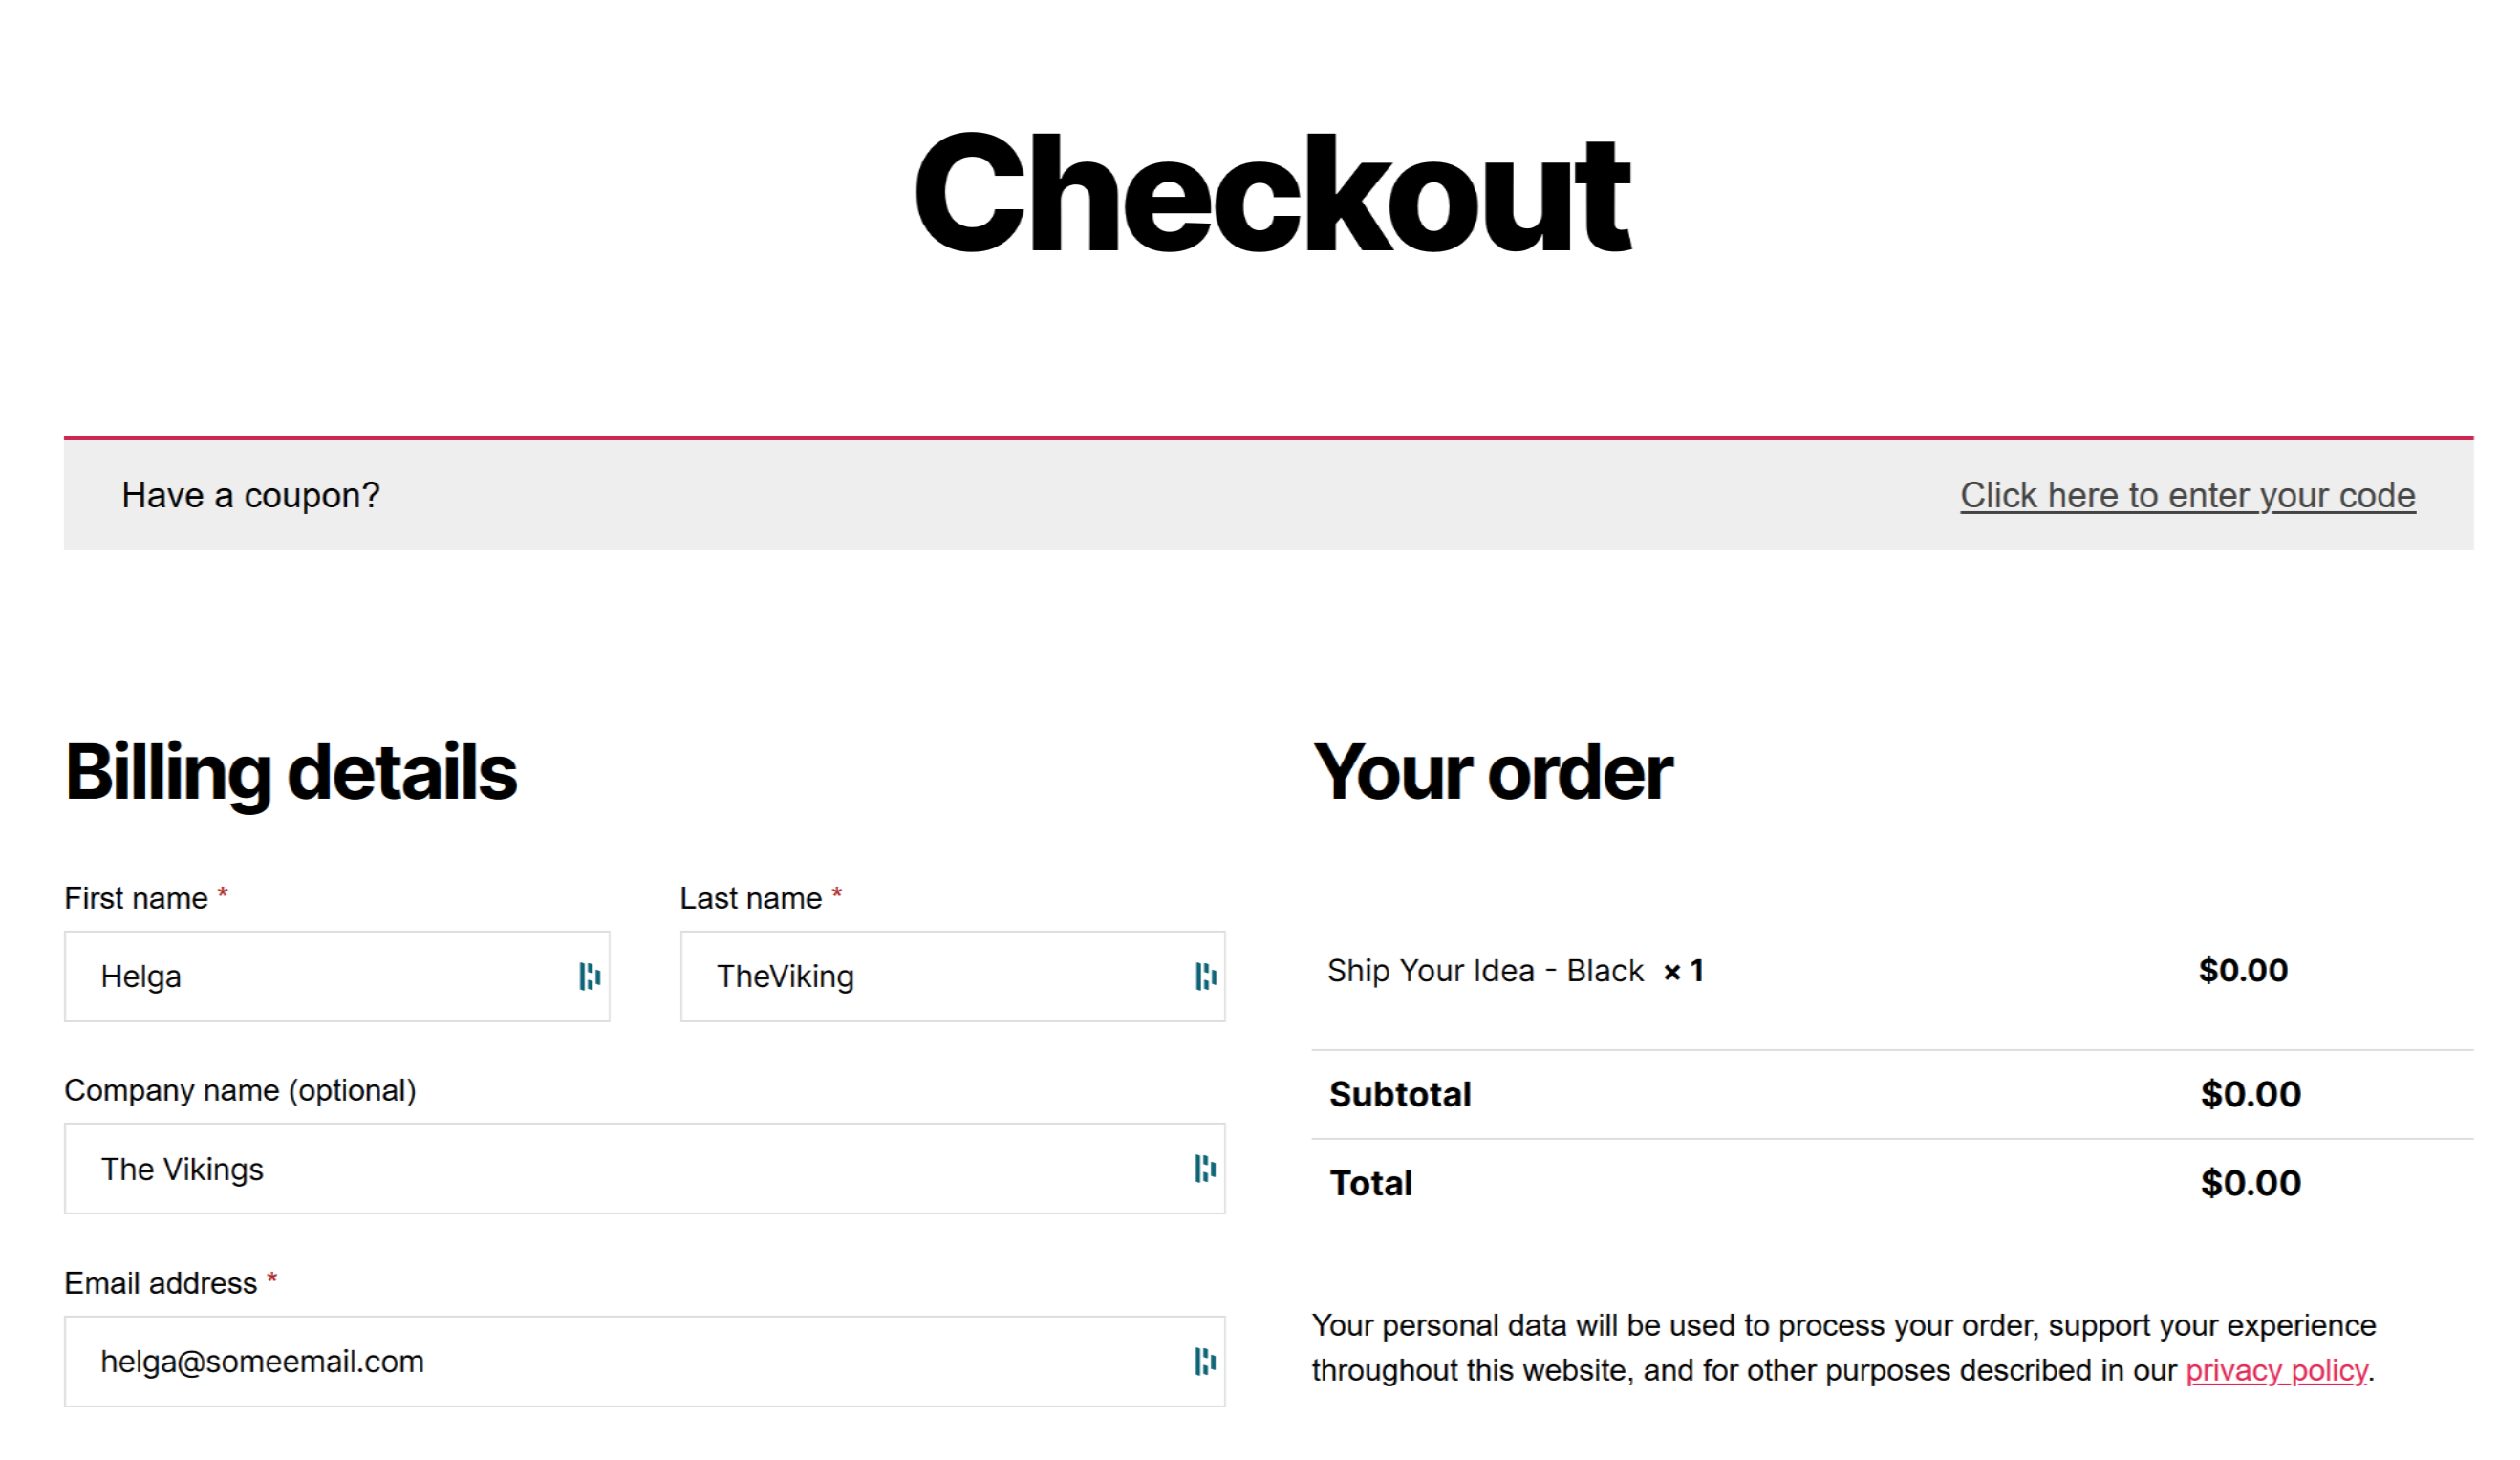 Checkout
Have a coupon? Click here to enter your code
Billing details
First name * Last name *
Helga TheViking
Company name (optional)
The Vikings
Email address *
helga@someemail.com
Your order
Ship Your Idea - Black × 1 $0.00
Subtotal $0.00
Total $0.00
Your personal data will be used to process your order, support your experience
throughout this website, and for other purposes described in our privacy policy.